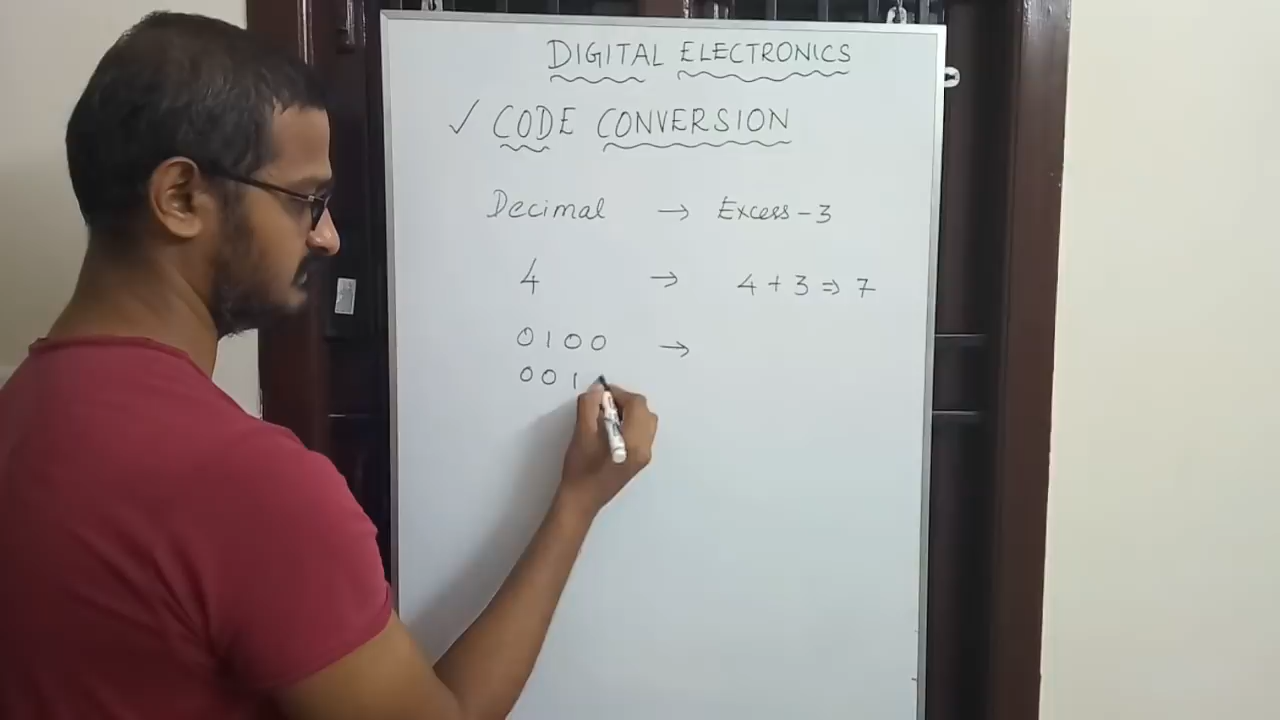 DIGITAL ELECTRONICS
✓ CODE CONVERSION
Decimal → Excess-3
4 → 4 + 3 ⇒ 7
0100 →
001